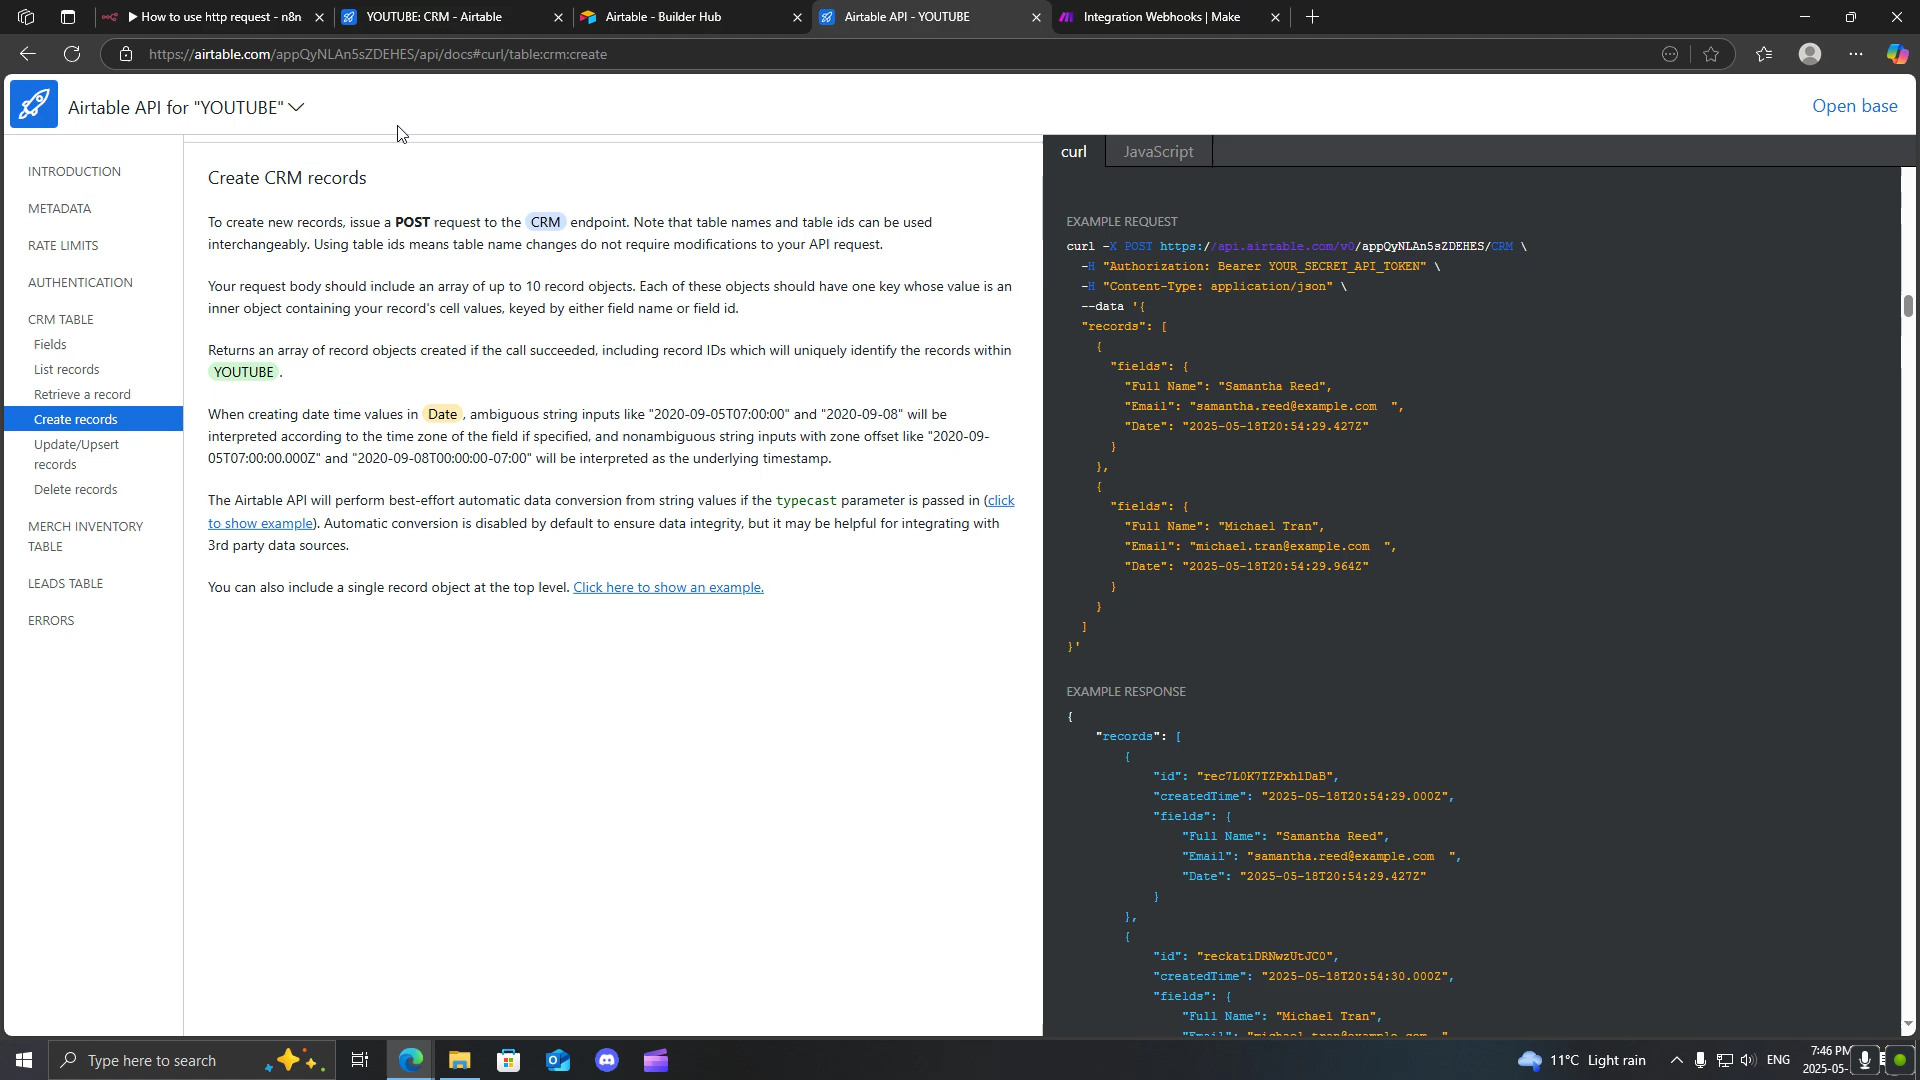 How to use http request - n8n
YOUTUBE: CRM - Airtable
Airtable - Builder Hub
Airtable API - YOUTUBE
Integration Webhooks | Make
https://airtable.com/appQyNLAn5sZDEHES/api/docs#curl/table:crm:create
Airtable API for "YOUTUBE"
Open base
INTRODUCTION
METADATA
RATE LIMITS
AUTHENTICATION
CRM TABLE
Fields
List records
Retrieve a record
Create records
Update/Upsert
records
Delete records
MERCH INVENTORY
TABLE
LEADS TABLE
ERRORS
Create CRM records
To create new records, issue a POST request to the CRM endpoint. Note that table names and table ids can be used
interchangeably. Using table ids means table name changes do not require modifications to your API request.
Your request body should include an array of up to 10 record objects. Each of these objects should have one key whose value is an
inner object containing your record's cell values, keyed by either field name or field id.
Returns an array of record objects created if the call succeeded, including record IDs which will uniquely identify the records within
YOUTUBE .
When creating date time values in Date , ambiguous string inputs like "2020-09-05T07:00:00" and "2020-09-08" will be
interpreted according to the time zone of the field if specified, and nonambiguous string inputs with zone offset like "2020-09-
05T07:00:00.000Z" and "2020-09-08T00:00:00-07:00" will be interpreted as the underlying timestamp.
The Airtable API will perform best-effort automatic data conversion from string values if the typecast parameter is passed in (click
to show example). Automatic conversion is disabled by default to ensure data integrity, but it may be helpful for integrating with
3rd party data sources.
You can also include a single record object at the top level. Click here to show an example.
curl
JavaScript
EXAMPLE REQUEST
curl -X POST https://api.airtable.com/v0/appQyNLAn5sZDEHES/CRM \
-H "Authorization: Bearer YOUR_SECRET_API_TOKEN" \
-H "Content-Type: application/json" \
--data '{
"records": [
{
"fields": {
"Full Name": "Samantha Reed",
"Email": "samantha.reed@example.com  ",
"Date": "2025-05-18T20:54:29.427Z"
}
},
{
"fields": {
"Full Name": "Michael Tran",
"Email": "michael.tran@example.com  ",
"Date": "2025-05-18T20:54:29.964Z"
}
}
]
}'
EXAMPLE RESPONSE
{
"records": [
{
"id": "rec7L0K7TZPxhlDaB",
"createdTime": "2025-05-18T20:54:29.000Z",
"fields": {
"Full Name": "Samantha Reed",
"Email": "samantha.reed@example.com  ",
"Date": "2025-05-18T20:54:29.427Z"
}
},
{
"id": "reckatiDRNwzUtJC0",
"createdTime": "2025-05-18T20:54:30.000Z",
"fields": {
"Full Name": "Michael Tran",
"Email": "michael.tran@example.com  "
Type here to search
11°C Light rain
ENG
7:46 PM
2025-05-